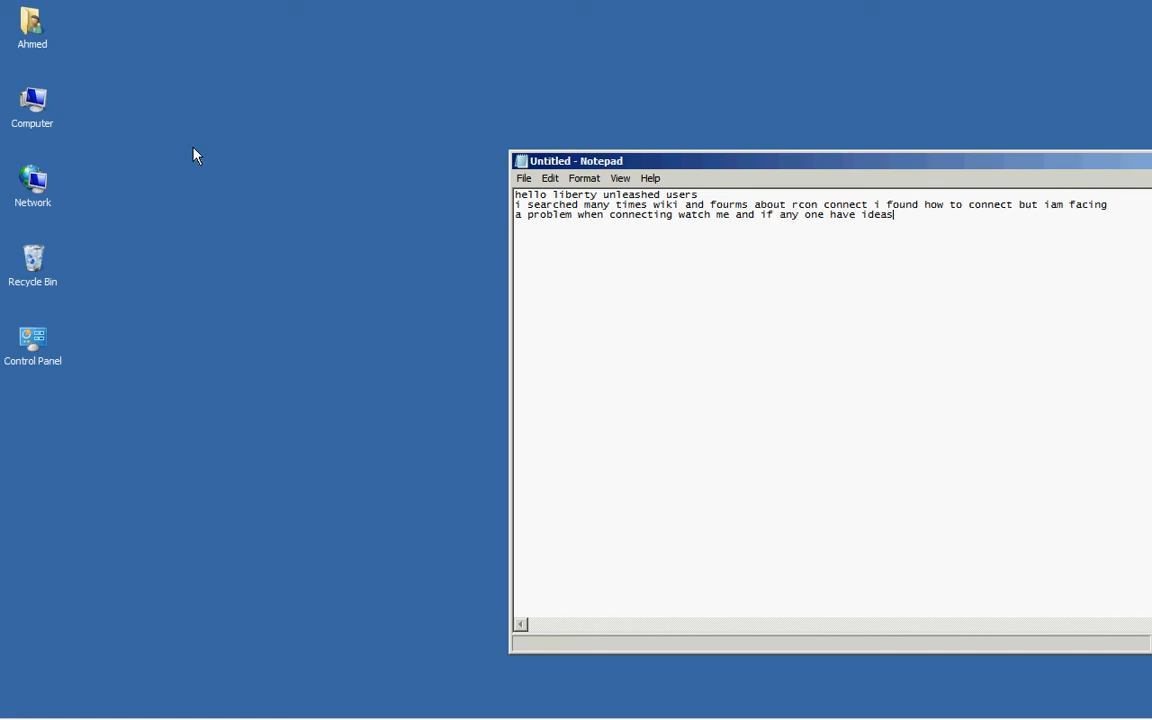 Ahmed
Computer
Network
Recycle Bin
Control Panel
Untitled - Notepad
File Edit Format View Help
hello liberty unleashed users
i searched many times wiki and fourms about rcon connect i found how to connect but iam facing
a problem when connecting watch me and if any one have ideas